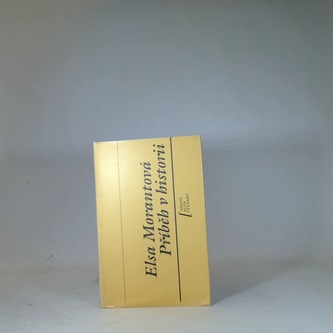 Elsa Morantová
Příběh v historii